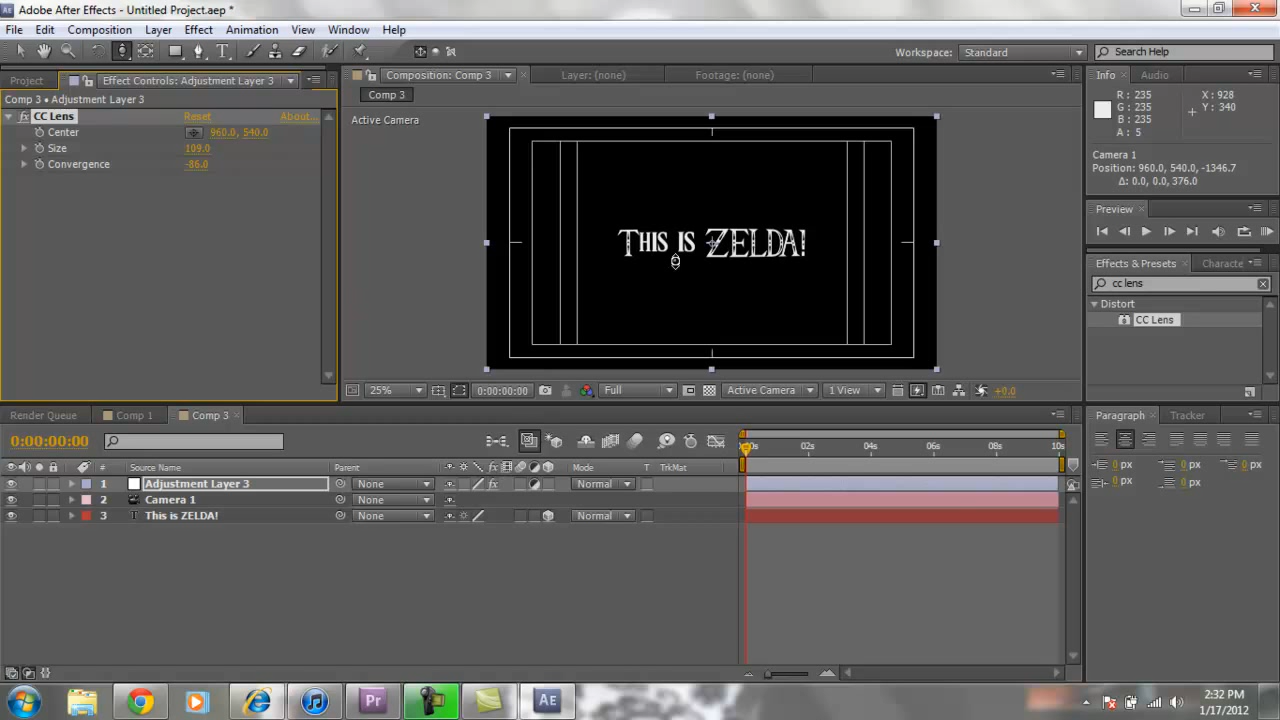 Adobe After Effects - Untitled Project.aep *
File Edit Composition Layer Effect Animation View Window Help
Workspace: Standard Search Help
Project Effect Controls: Adjustment Layer 3 Composition: Comp 3 Layer: (none) Footage: (none) Info Audio
Comp 3 • Adjustment Layer 3 Comp 3
CC Lens Reset About...
Center 960.0, 540.0
Size 109.0
Convergence -86.0
Active Camera
This is ZELDA!
25% 0:00:00:00 Full Active Camera 1 View +0.0
R: 235 X: 928
G: 235 Y: 340
B: 235
A: 5
Camera 1
Position: 960.0, 540.0, -1346.7
Δ: 0.0, 0.0, 376.0
Preview
Effects & Presets Characte
cc lens
Distort
CC Lens
Render Queue Comp 1 Comp 3
0:00:00:00
02s 04s 06s 08s 10s
# Source Name Parent Mode T TrkMat
1 Adjustment Layer 3 None Normal
2 Camera 1 None
3 This is ZELDA! None Normal
Paragraph Tracker
0 px 0 px 0 px
0 px 0 px
2:32 PM
1/17/2012